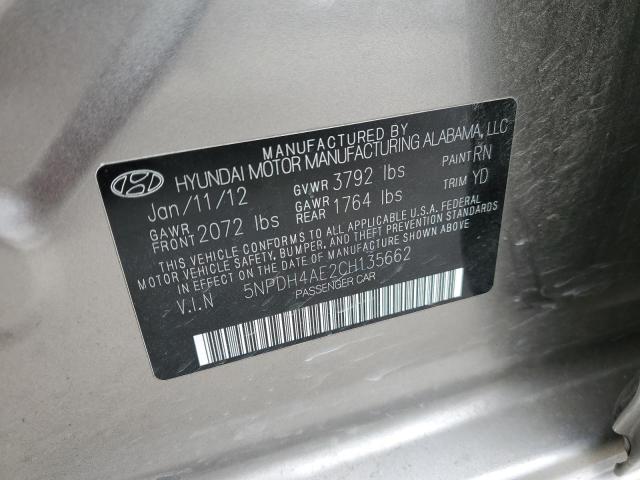 MANUFACTURED BY
HYUNDAI MOTOR MANUFACTURING ALABAMA, LLC
Jan/11/12 GVWR 3792 lbs PAINT RN
GAWR FRONT 2072 lbs GAWR REAR 1764 lbs TRIM YD
THIS VEHICLE CONFORMS TO ALL APPLICABLE U.S.A. FEDERAL
MOTOR VEHICLE SAFETY, BUMPER, AND THEFT PREVENTION STANDARDS
IN EFFECT ON THE DATE OF MANUFACTURE SHOWN ABOVE.
V.I.N 5NPDH4AE2CH135662
PASSENGER CAR